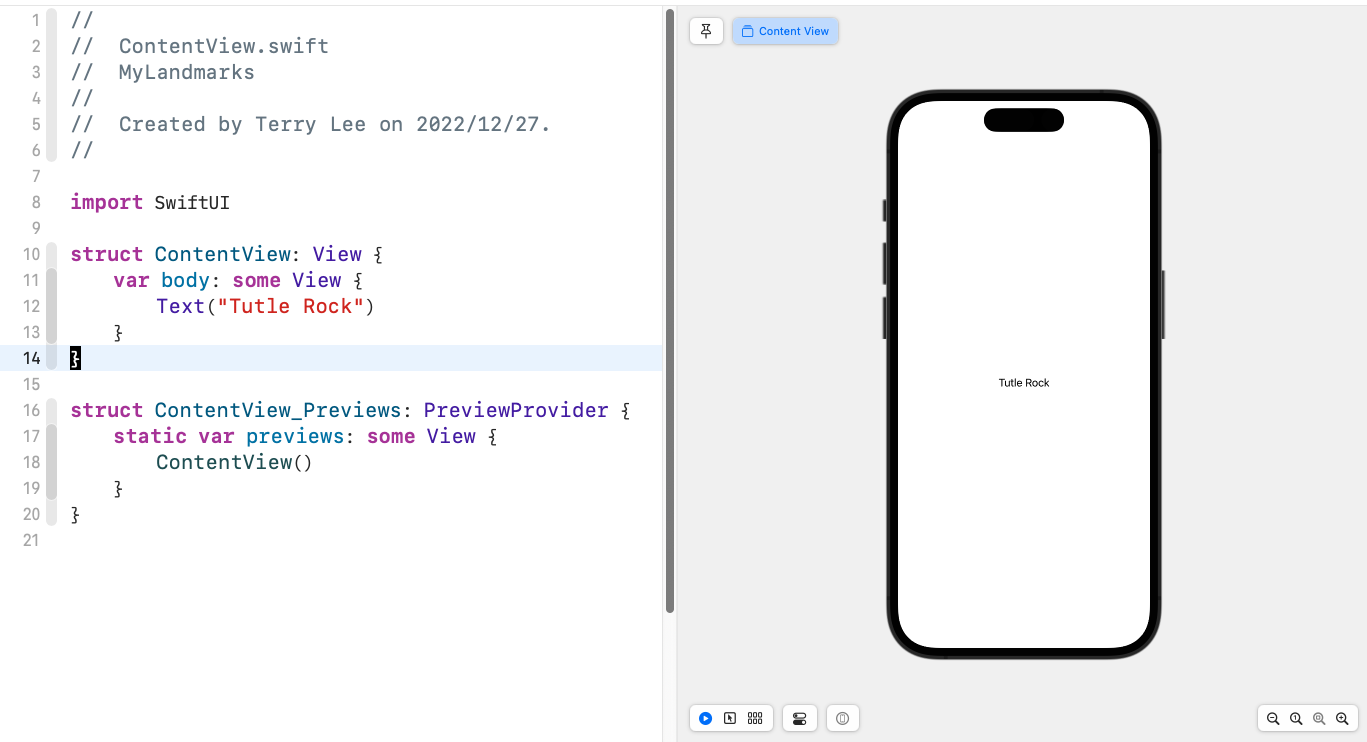 1 //
2 //  ContentView.swift
3 //  MyLandmarks
4 //
5 //  Created by Terry Lee on 2022/12/27.
6 //
7
8 import SwiftUI
9
10 struct ContentView: View {
11     var body: some View {
12         Text("Tutle Rock")
13     }
14 }
15
16 struct ContentView_Previews: PreviewProvider {
17     static var previews: some View {
18         ContentView()
19     }
20 }
21
Content View
Tutle Rock